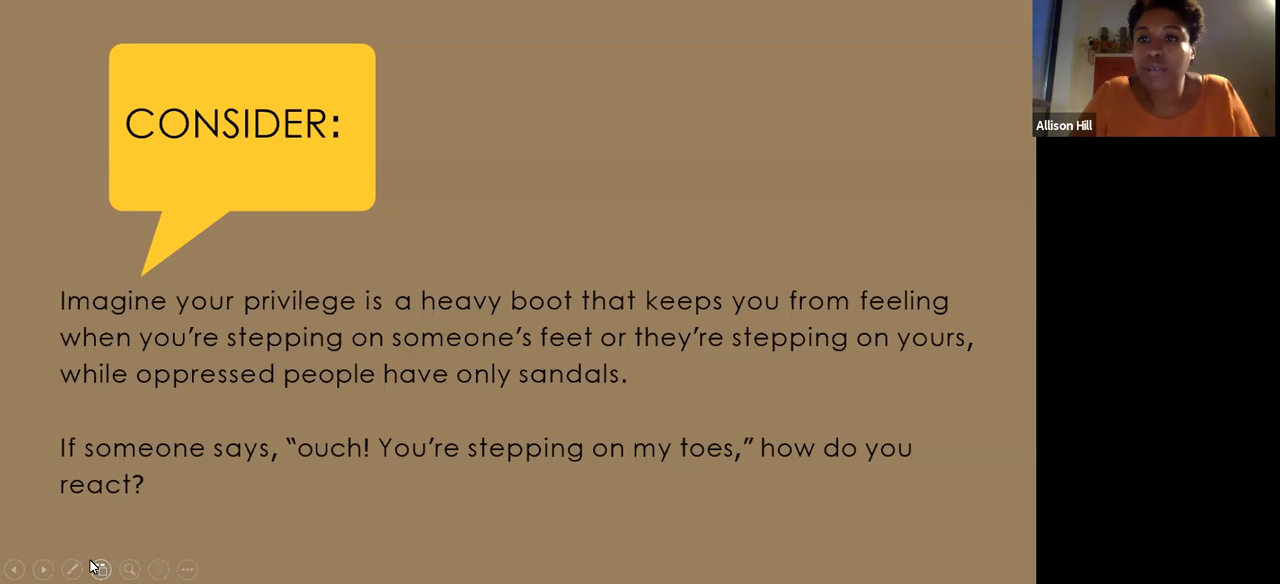 CONSIDER:
Allison Hill
Imagine your privilege is a heavy boot that keeps you from feeling
when you’re stepping on someone’s feet or they’re stepping on yours,
while oppressed people have only sandals.
If someone says, “ouch! You’re stepping on my toes,” how do you
react?